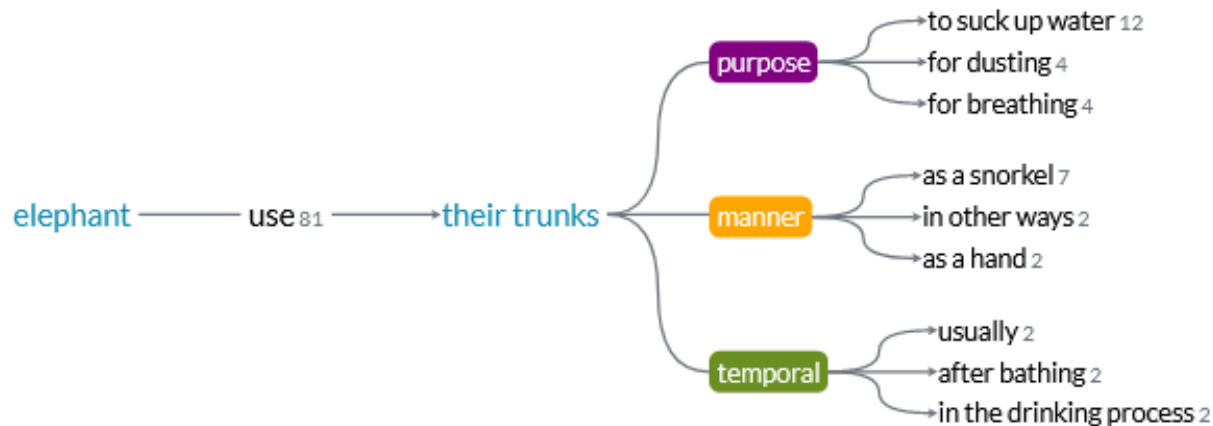 elephant
use 81
their trunks
purpose
to suck up water 12
for dusting 4
for breathing 4
manner
as a snorkel 7
in other ways 2
as a hand 2
temporal
usually 2
after bathing 2
in the drinking process 2